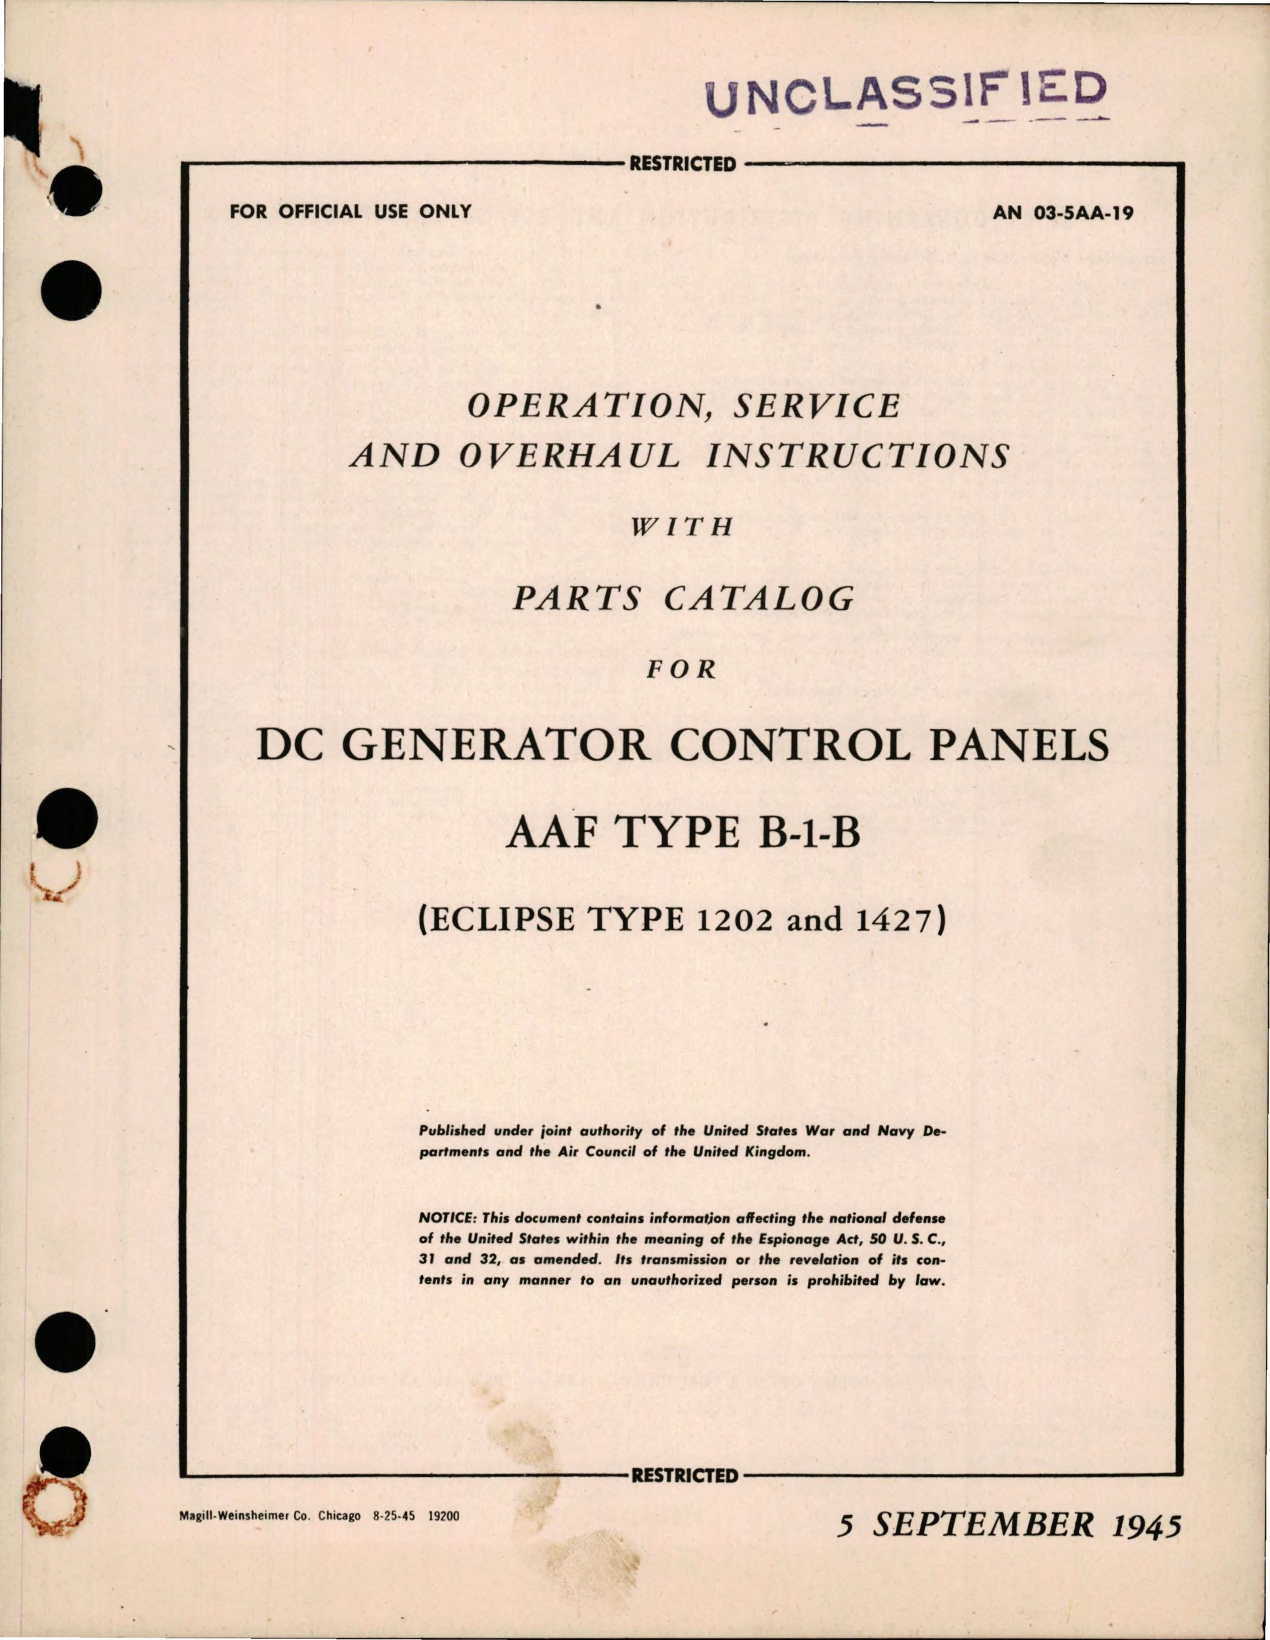 UNCLASSIFIED
RESTRICTED
FOR OFFICIAL USE ONLY
AN 03-5AA-19
OPERATION, SERVICE
AND OVERHAUL INSTRUCTIONS
WITH
PARTS CATALOG
FOR
DC GENERATOR CONTROL PANELS
AAF TYPE B-1-B
(ECLIPSE TYPE 1202 and 1427)
Published under joint authority of the United States War and Navy De-
partments and the Air Council of the United Kingdom.
NOTICE: This document contains information affecting the national defense
of the United States within the meaning of the Espionage Act, 50 U. S. C.,
31 and 32, as amended. Its transmission or the revelation of its con-
tents in any manner to an unauthorized person is prohibited by law.
RESTRICTED
Magill-Weinsheimer Co. Chicago 8-25-45 19200
5 SEPTEMBER 1945